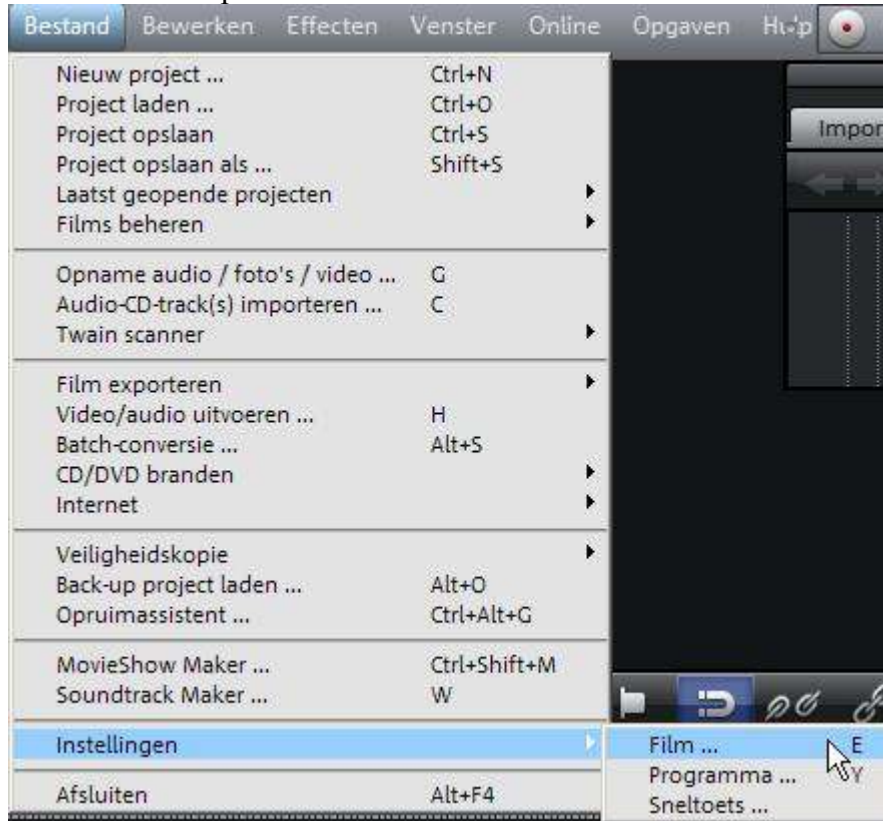 Bestand Bewerken Effecten Venster Online Opgaven Hulp
Nieuw project ... Ctrl+N
Project laden ... Ctrl+O
Project opslaan Ctrl+S
Project opslaan als ... Shift+S
Laatst geopende projecten
Films beheren
Impor
Opname audio / foto's / video ... G
Audio-CD-track(s) importeren ... C
Twain scanner
Film exporteren
Video/audio uitvoeren ... H
Batch-conversie ... Alt+S
CD/DVD branden
Internet
Veiligheidskopie
Back-up project laden ... Alt+O
Opruimassistent ... Ctrl+Alt+G
MovieShow Maker ... Ctrl+Shift+M
Soundtrack Maker ... W
Instellingen
Film ... E
Programma ... Y
Sneltoets ...
Afsluiten Alt+F4